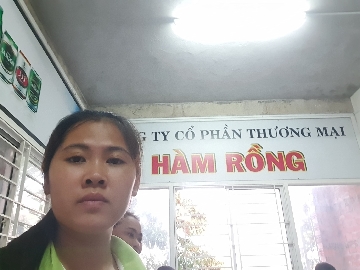 TY CỔ PHẦN THƯƠNG MẠI
HÀM RỒNG